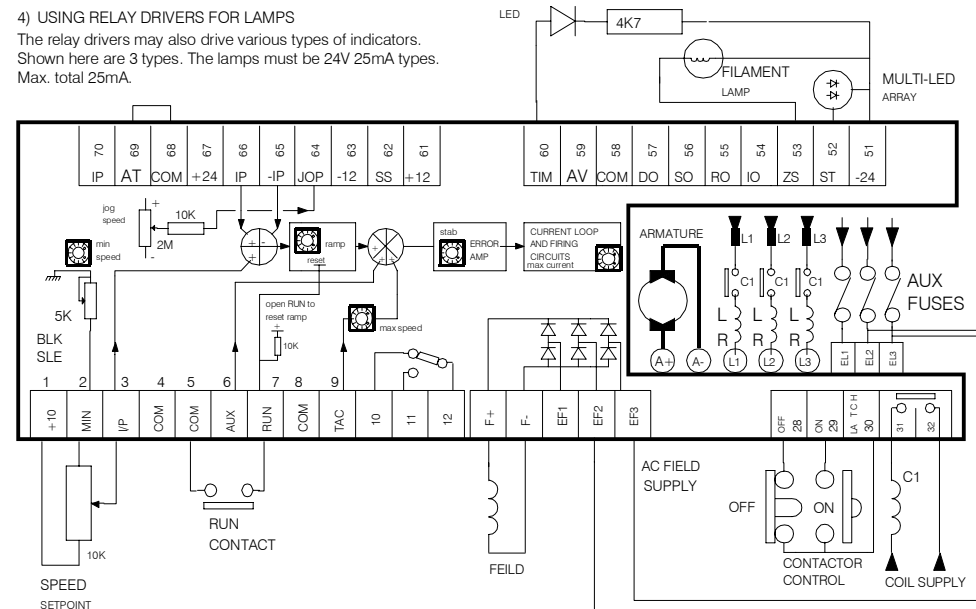 4) USING RELAY DRIVERS FOR LAMPS
The relay drivers may also drive various types of indicators.
Shown here are 3 types. The lamps must be 24V 25mA types.
Max. total 25mA.
LED
4K7
FILAMENT
LAMP
MULTI-LED
ARRAY
70 69 68 67 66 65 64 63 62 61
IP AT COM +24 IP -IP JOP -12 SS +12
60 59 58 57 56 55 54 53 52 51
TIM AV COM DO SO RO IO ZS ST -24
jog
speed
+
-
10K
2M
min
speed
5K
BLK
SLE
+ -
+
ramp
reset
+ + -
stab
ERROR
AMP
CURRENT LOOP
AND FIRING
CIRCUITS
max current
open RUN to
reset ramp
+
10K
max speed
ARMATURE
A+ A-
L1 L2 L3
C1 C1 C1
L L L
R R R
L1 L2 L3
AUX
FUSES
EL1 EL2 EL3
1 2 3 4 5 6 7 8 9 10 11 12
+10 MIN I/P COM COM AUX RUN COM TAC
F+ F- EF1 EF2 EF3
OFF 28 ON 29 LATCH 30 31 32
AC FIELD
SUPPLY
10K
SPEED
SETPOINT
RUN
CONTACT
FEILD
OFF
ON
CONTACTOR
CONTROL
C1
COIL SUPPLY